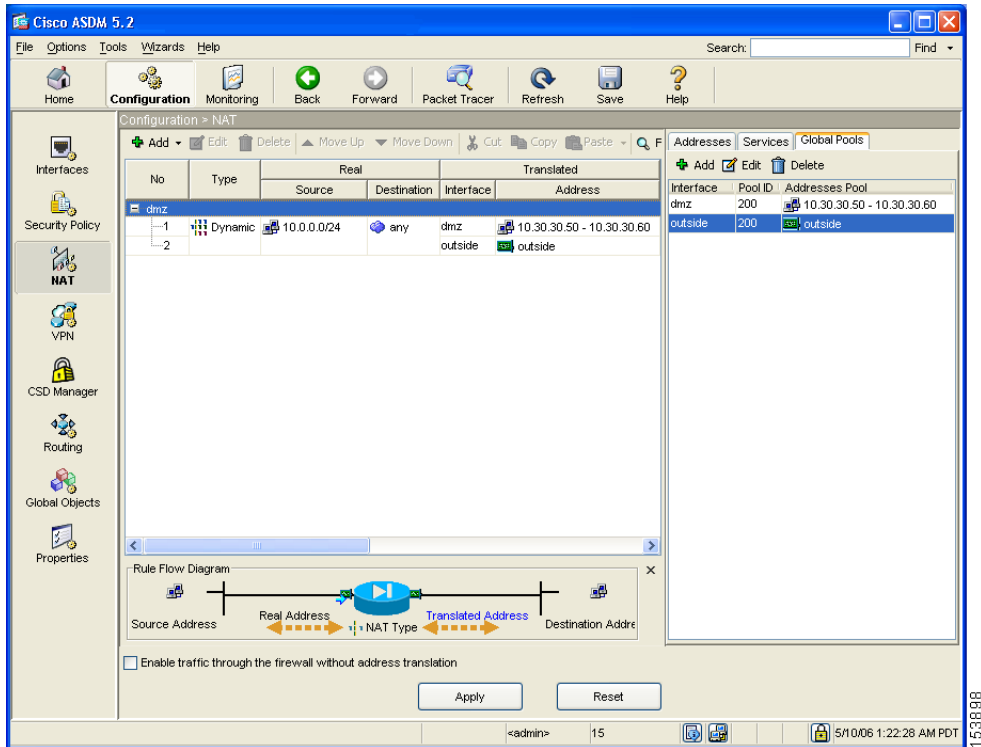 Cisco ASDM 5.2
File Options Tools Wizards Help Search: Find
Home Configuration Monitoring Back Forward Packet Tracer Refresh Save Help
Configuration > NAT
Add Edit Delete Move Up Move Down Cut Copy Paste F
Addresses Services Global Pools
Add Edit Delete
Interfaces
Security Policy
NAT
VPN
CSD Manager
Routing
Global Objects
Properties
No Type Real Translated
Source Destination Interface Address
dmz
1 Dynamic 10.0.0.0/24 any dmz 10.30.30.50 - 10.30.30.60
2 outside outside
Interface Pool ID Addresses Pool
dmz 200 10.30.30.50 - 10.30.30.60
outside 200 outside
Rule Flow Diagram
Source Address Real Address NAT Type Translated Address Destination Addre
Enable traffic through the firewall without address translation
Apply Reset
<admin> 15 5/10/06 1:22:28 AM PDT
153898